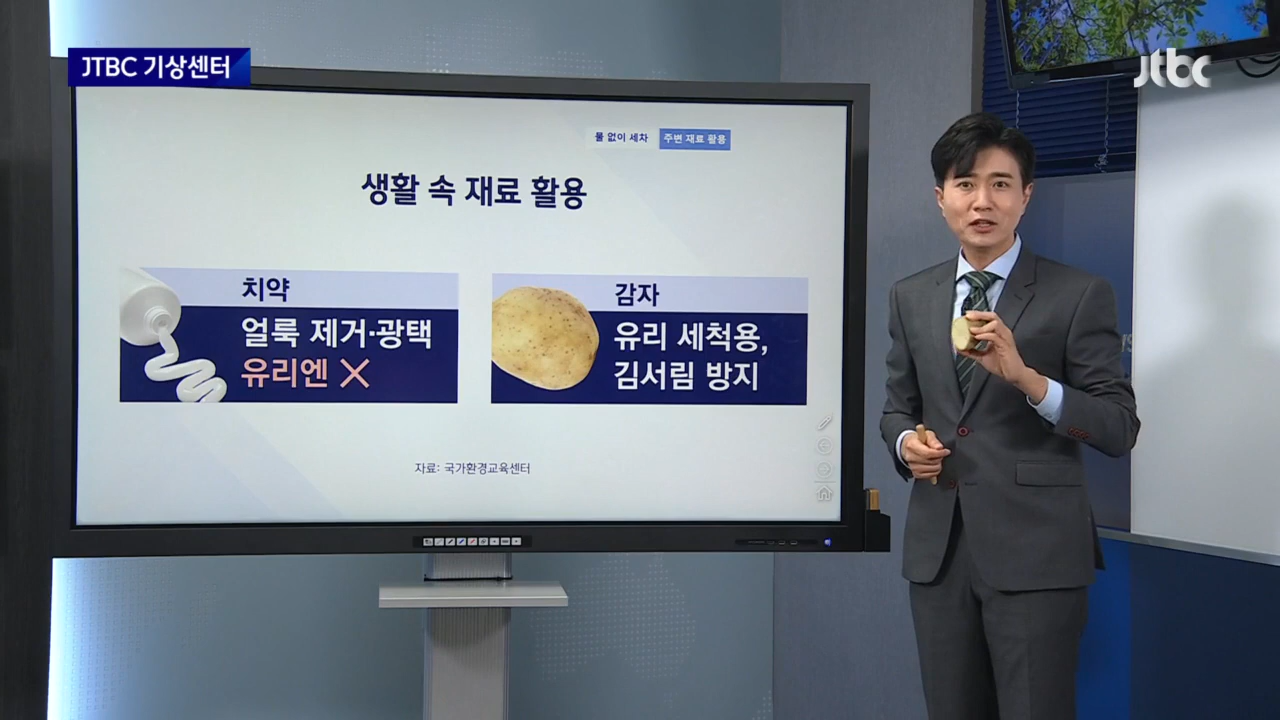 JTBC 기상센터
jtbc
물 없이 세차 주변 재료 활용
생활 속 재료 활용
치약
얼룩 제거·광택
유리엔 X
감자
유리 세척용,
김서림 방지
자료: 국가환경교육센터